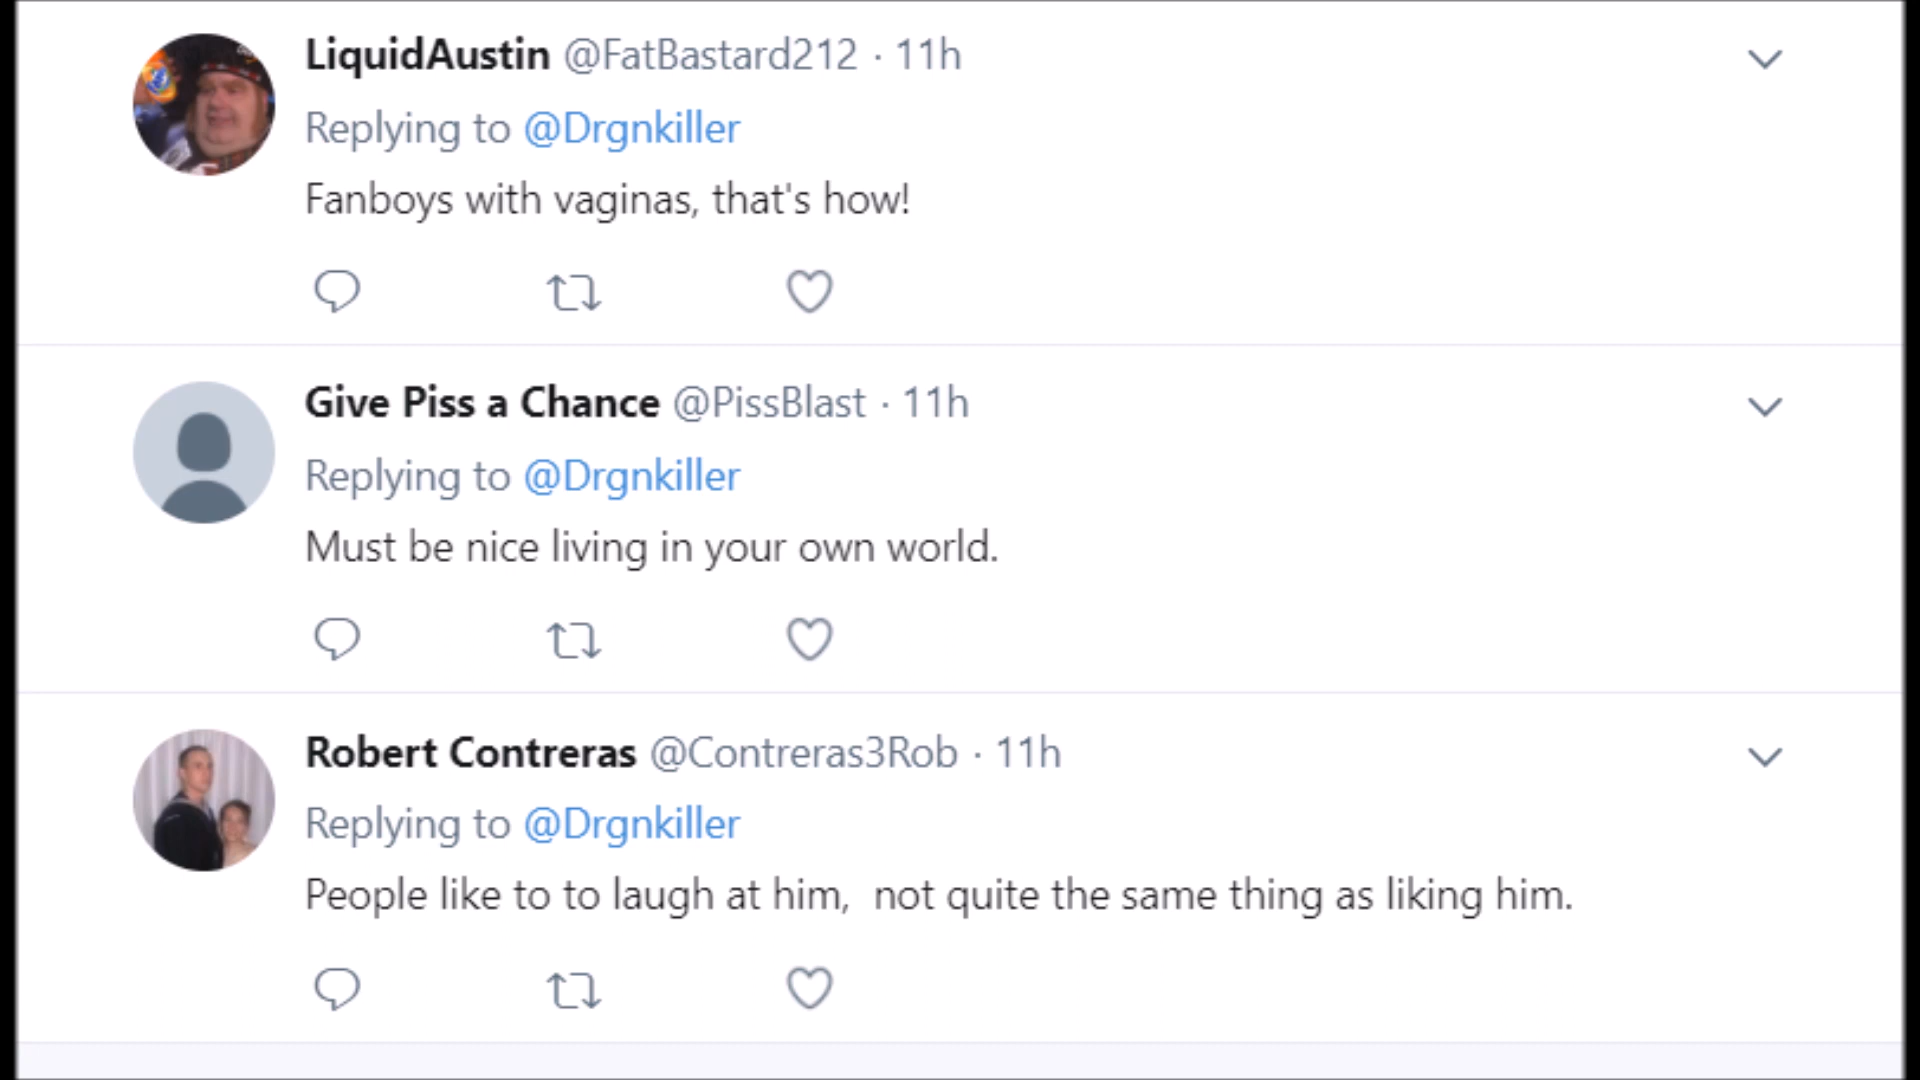 LiquidAustin @FatBastard212 · 11h
Replying to @Drgnkiller
Fanboys with vaginas, that's how!
Give Piss a Chance @PissBlast · 11h
Replying to @Drgnkiller
Must be nice living in your own world.
Robert Contreras @Contreras3Rob · 11h
Replying to @Drgnkiller
People like to to laugh at him,  not quite the same thing as liking him.